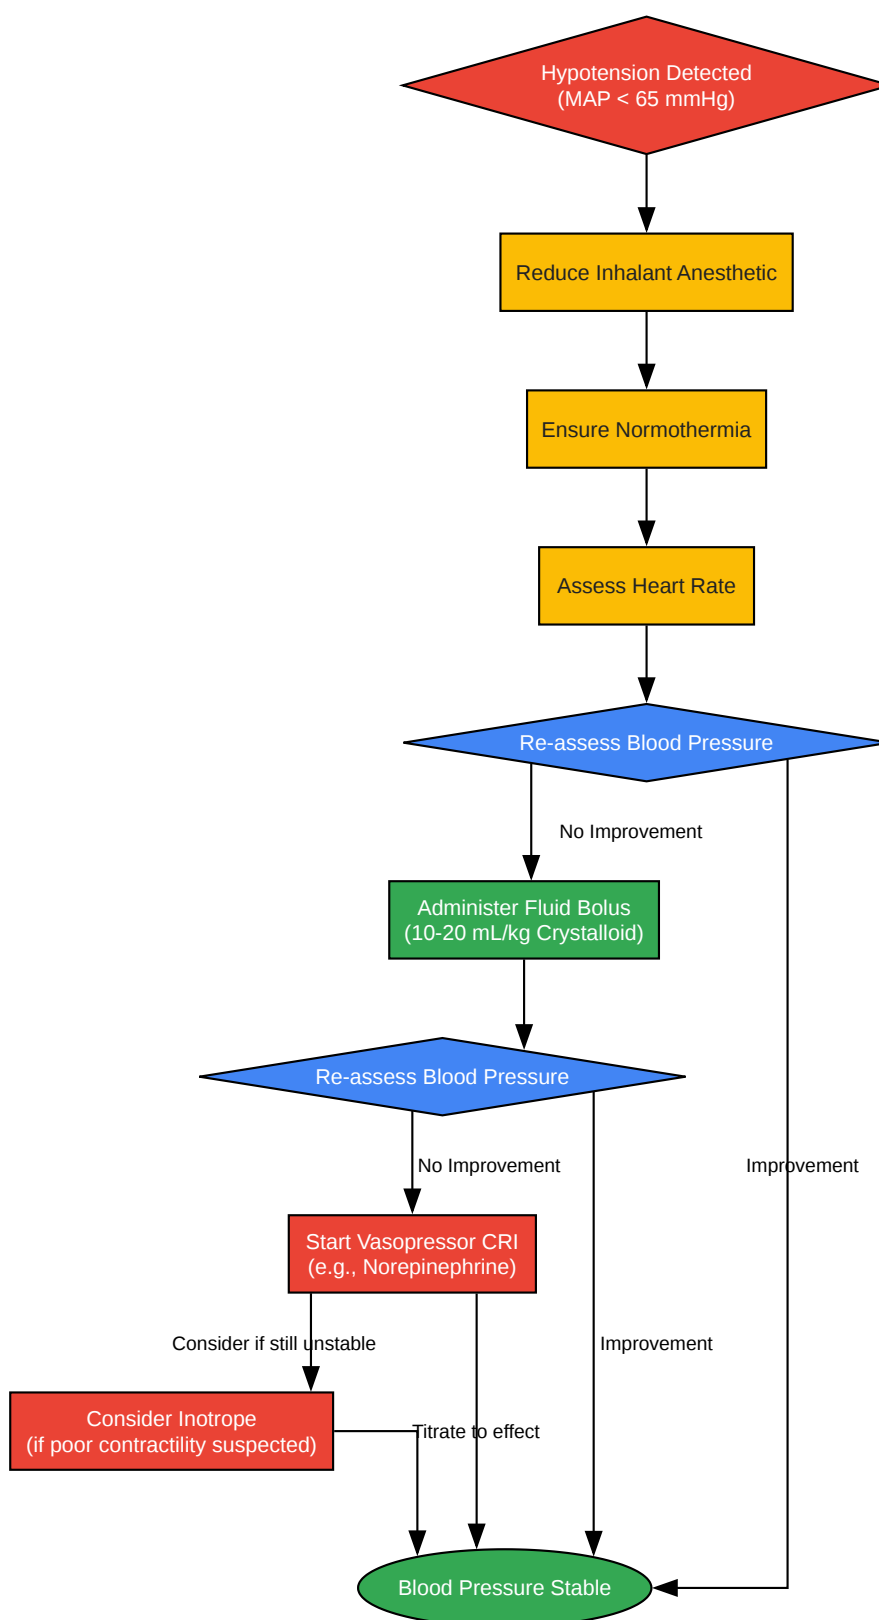 Hypotension Detected
(MAP < 65 mmHg)
Reduce Inhalant Anesthetic
Ensure Normothermia
Assess Heart Rate
Re-assess Blood Pressure
No Improvement
Administer Fluid Bolus
(10-20 mL/kg Crystalloid)
Re-assess Blood Pressure
No Improvement
Improvement
Start Vasopressor CRI
(e.g., Norepinephrine)
Consider if still unstable
Improvement
Consider Inotrope
(if poor contractility suspected)
Titrate to effect
Blood Pressure Stable